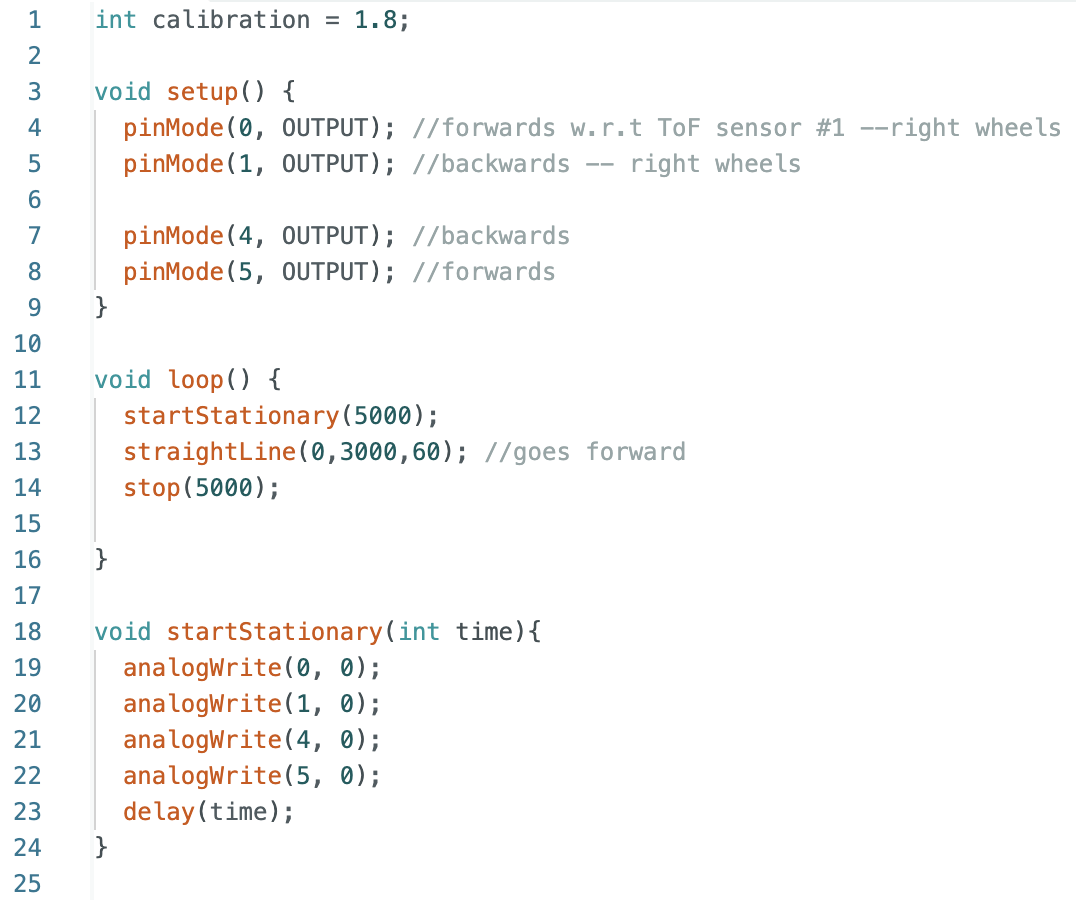 1 int calibration = 1.8;
2
3 void setup() {
4   pinMode(0, OUTPUT); //forwards w.r.t ToF sensor #1 --right wheels
5   pinMode(1, OUTPUT); //backwards -- right wheels
6
7   pinMode(4, OUTPUT); //backwards
8   pinMode(5, OUTPUT); //forwards
9 }
10
11 void loop() {
12   startStationary(5000);
13   straightLine(0,3000,60); //goes forward
14   stop(5000);
15
16 }
17
18 void startStationary(int time){
19   analogWrite(0, 0);
20   analogWrite(1, 0);
21   analogWrite(4, 0);
22   analogWrite(5, 0);
23   delay(time);
24 }
25